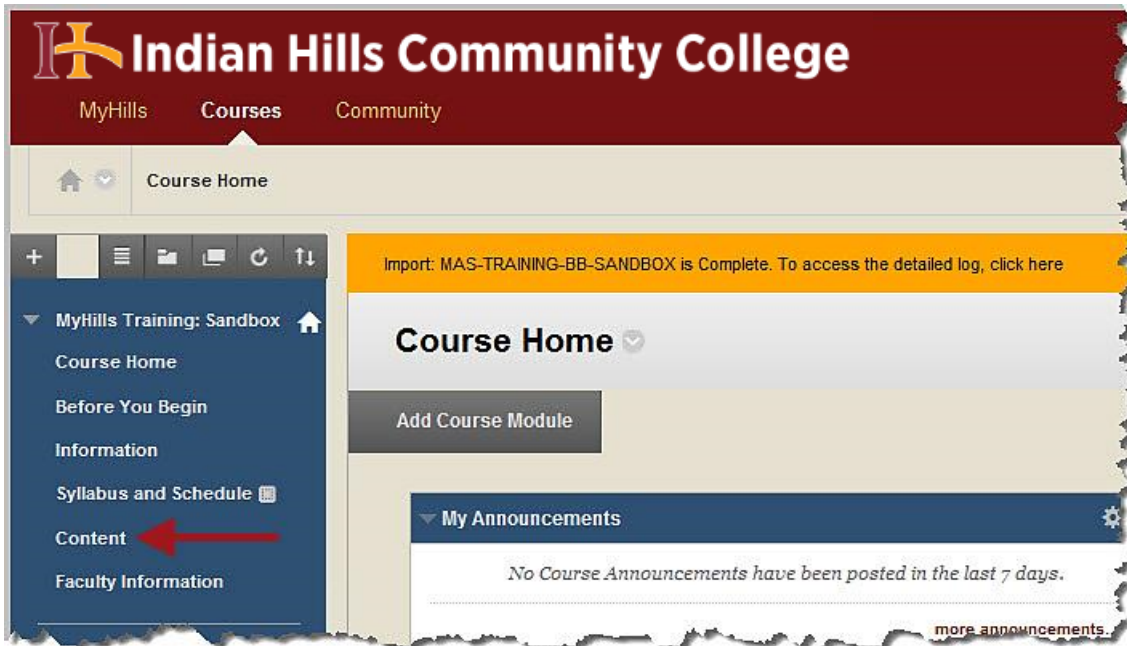 Indian Hills Community College
MyHills Courses Community
Course Home
Import: MAS-TRAINING-BB-SANDBOX is Complete. To access the detailed log, click here
MyHills Training: Sandbox
Course Home
Before You Begin
Information
Syllabus and Schedule
Content
Faculty Information
Course Home
Add Course Module
My Announcements
No Course Announcements have been posted in the last 7 days.
more announcements...